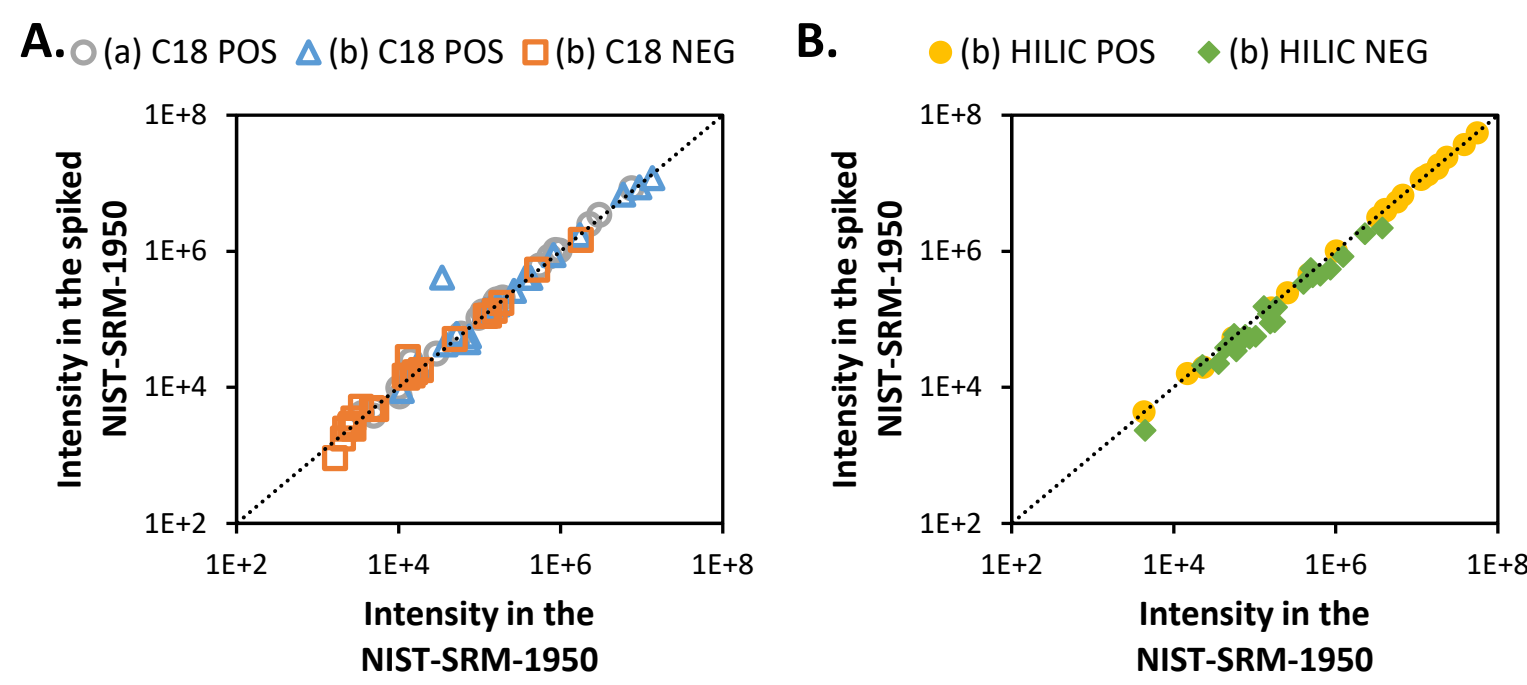 A. (a) C18 POS (b) C18 POS (b) C18 NEG
1E+8
1E+6
1E+4
1E+2
1E+2 1E+4 1E+6 1E+8
Intensity in the spiked
NIST-SRM-1950
Intensity in the
NIST-SRM-1950
B. (b) HILIC POS (b) HILIC NEG
1E+8
1E+6
1E+4
1E+2
1E+2 1E+4 1E+6 1E+8
Intensity in the spiked
NIST-SRM-1950
Intensity in the
NIST-SRM-1950